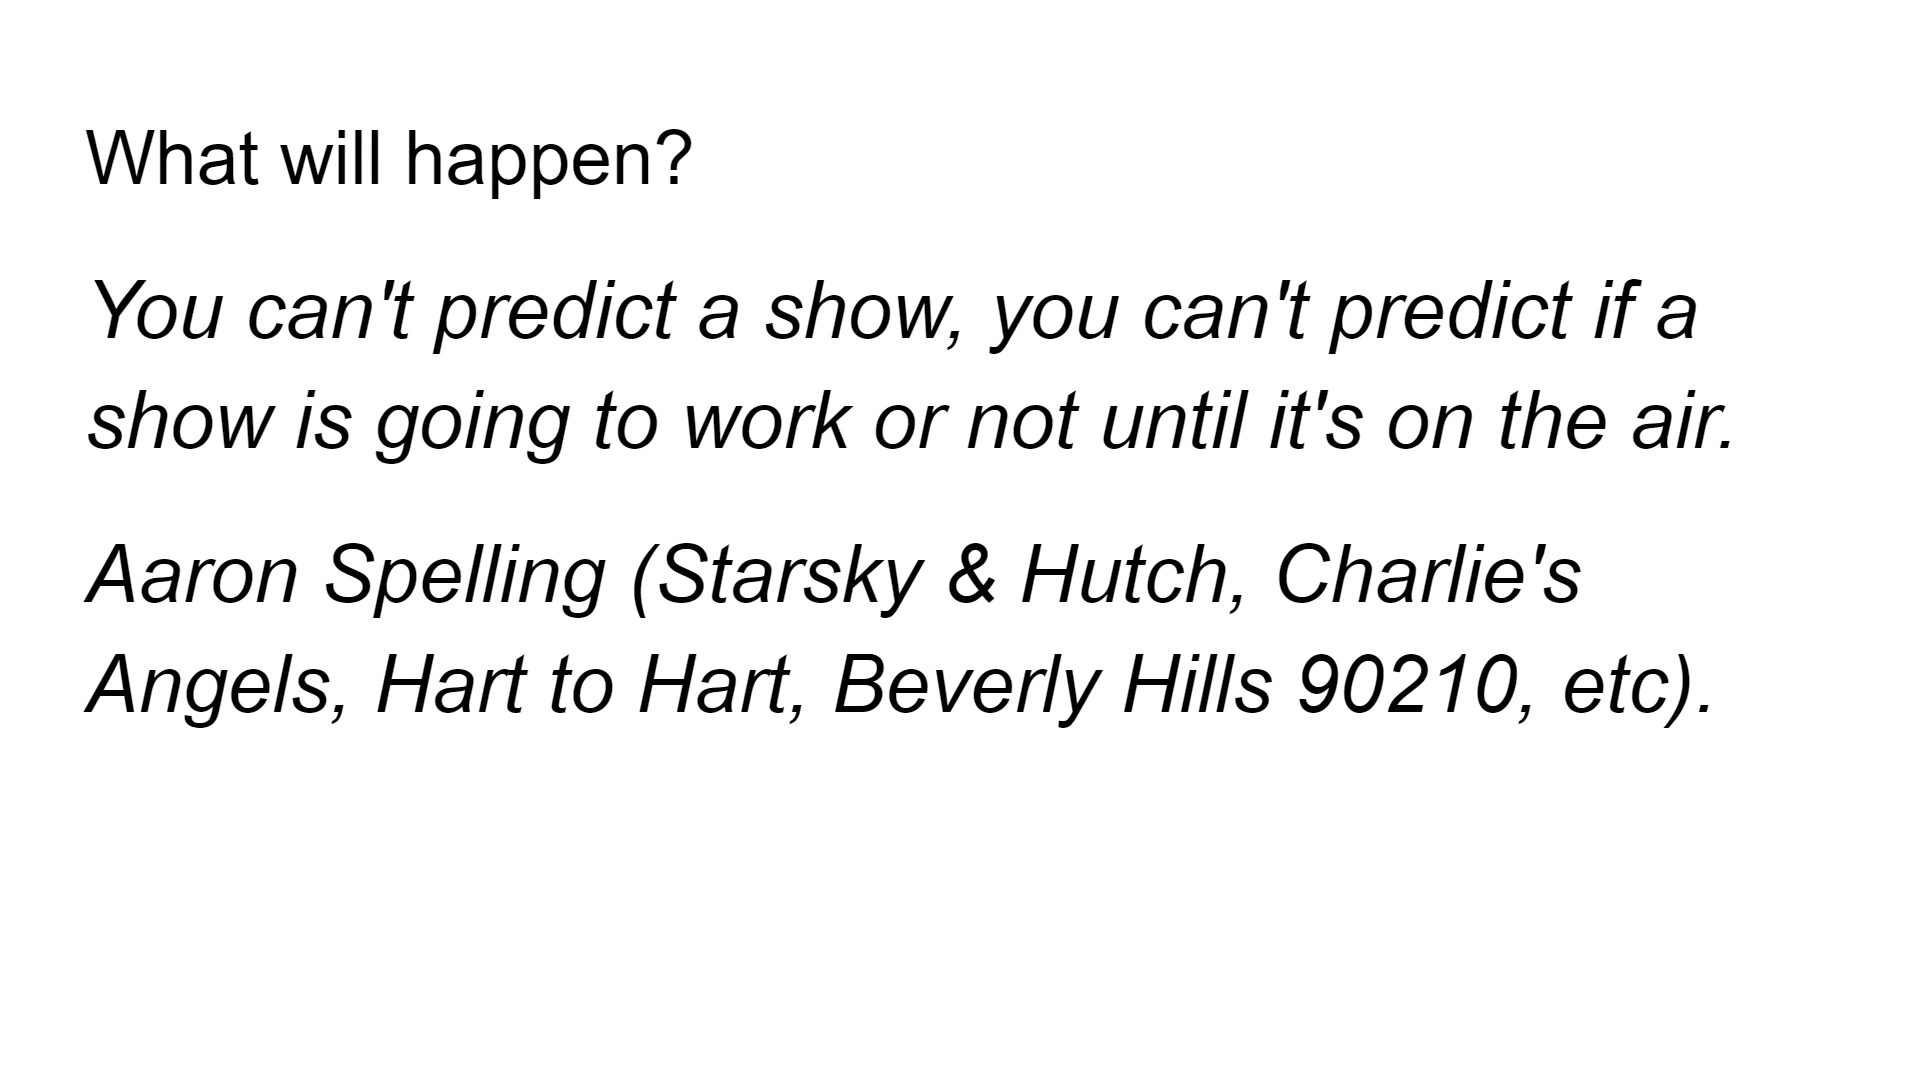 What will happen?
You can't predict a show, you can't predict if a
show is going to work or not until it's on the air.
Aaron Spelling (Starsky & Hutch, Charlie's
Angels, Hart to Hart, Beverly Hills 90210, etc).